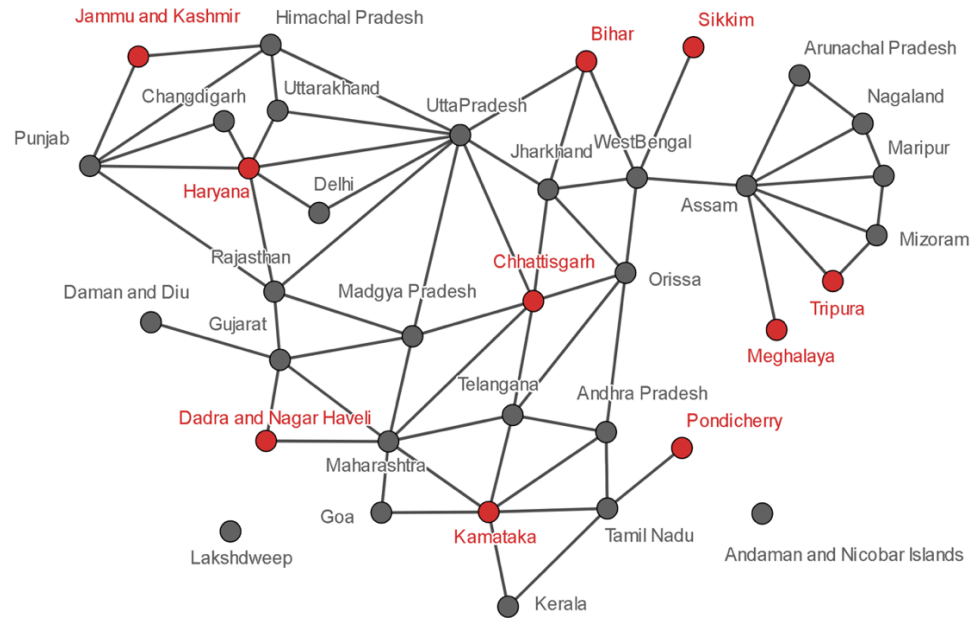 Jammu and Kashmir
Himachal Pradesh
Bihar
Sikkim
Arunachal Pradesh
Changdigarh
Uttarakhand
UttaPradesh
Nagaland
Punjab
Jharkhand
WestBengal
Maripur
Haryana
Delhi
Assam
Mizoram
Rajasthan
Chhattisgarh
Orissa
Daman and Diu
Madgya Pradesh
Tripura
Gujarat
Meghalaya
Telangana
Andhra Pradesh
Dadra and Nagar Haveli
Pondicherry
Maharashtra
Goa
Kamataka
Tamil Nadu
Lakshdweep
Andaman and Nicobar Islands
Kerala